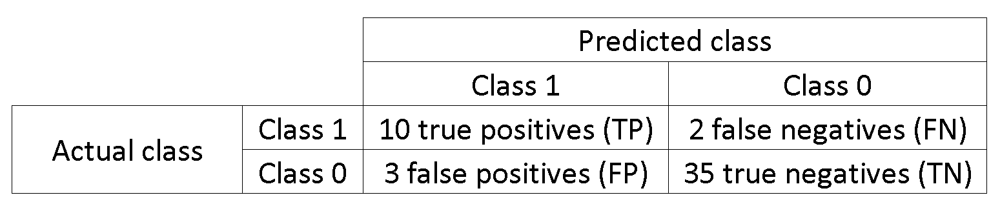 Predicted class
Class 1 Class 0
Actual class
Class 1 10 true positives (TP) 2 false negatives (FN)
Class 0 3 false positives (FP) 35 true negatives (TN)